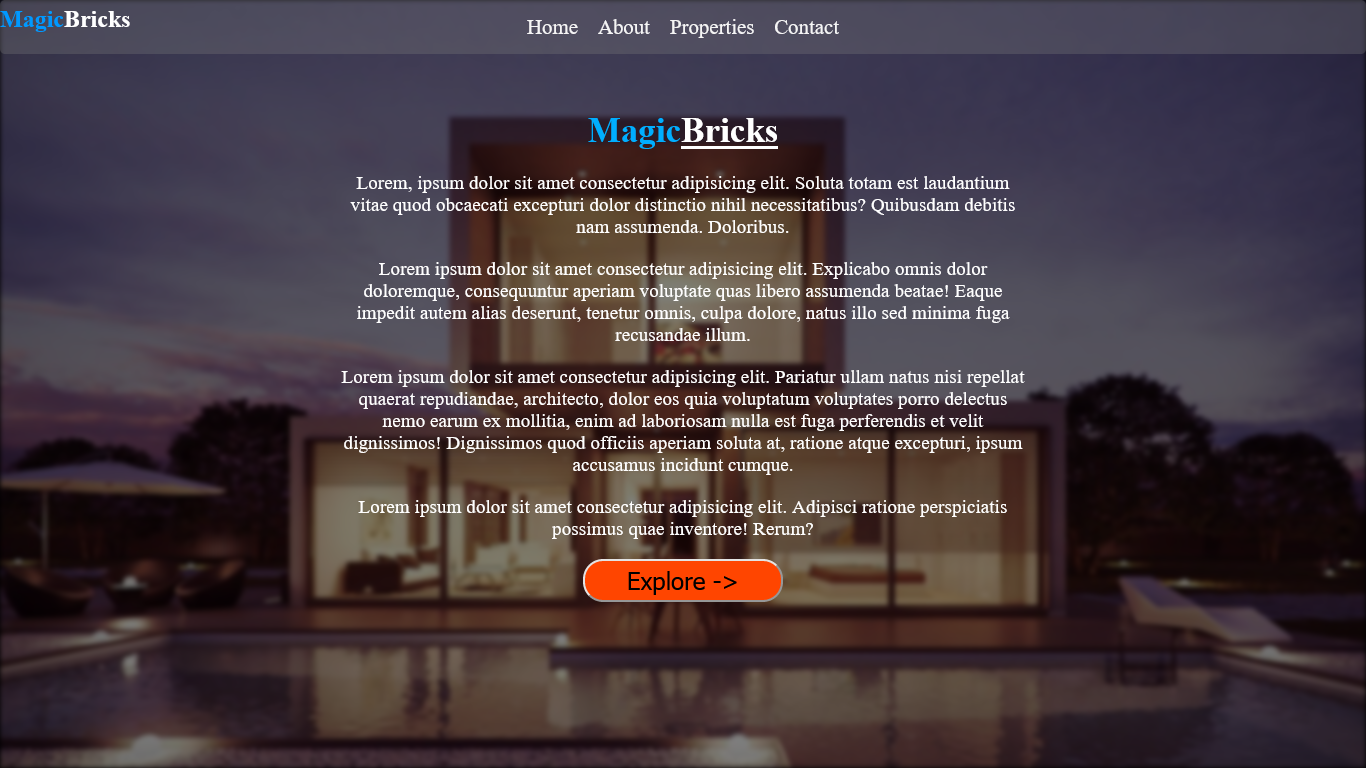 MagicBricks
Home About Properties Contact
MagicBricks
Lorem, ipsum dolor sit amet consectetur adipisicing elit. Soluta totam est laudantium
vitae quod obcaecati excepturi dolor distinctio nihil necessitatibus? Quibusdam debitis
nam assumenda. Doloribus.
Lorem ipsum dolor sit amet consectetur adipisicing elit. Explicabo omnis dolor
doloremque, consequuntur aperiam voluptate quas libero assumenda beatae! Eaque
impedit autem alias deserunt, tenetur omnis, culpa dolore, natus illo sed minima fuga
recusandae illum.
Lorem ipsum dolor sit amet consectetur adipisicing elit. Pariatur ullam natus nisi repellat
quaerat repudiandae, architecto, dolor eos quia voluptatum voluptates porro delectus
nemo earum ex mollitia, enim ad laboriosam nulla est fuga perferendis et velit
dignissimos! Dignissimos quod officiis aperiam soluta at, ratione atque excepturi, ipsum
accusamus incidunt cumque.
Lorem ipsum dolor sit amet consectetur adipisicing elit. Adipisci ratione perspiciatis
possimus quae inventore! Rerum?
Explore ->